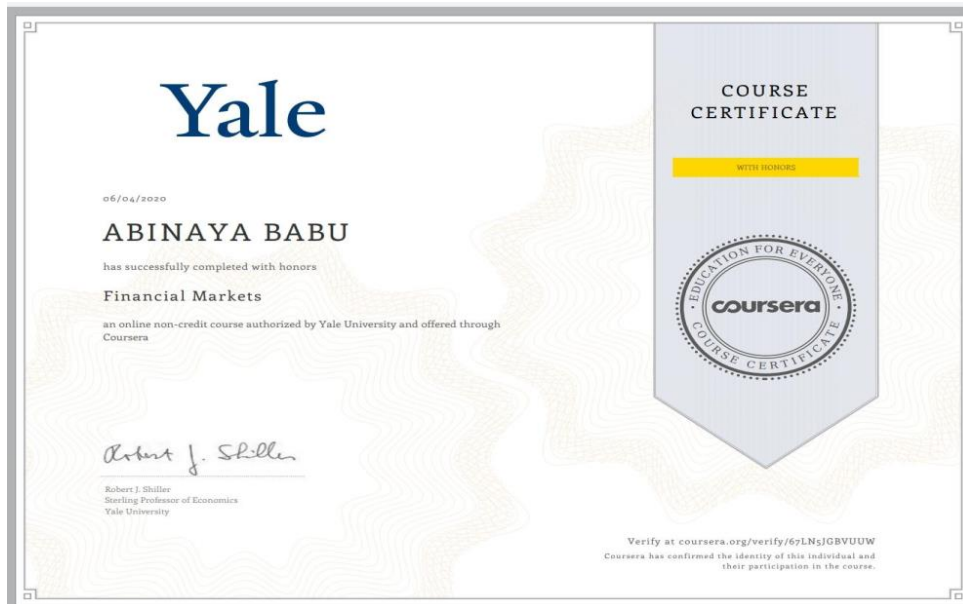 Yale
06/04/2020
ABINAYA BABU
has successfully completed with honors
Financial Markets
an online non-credit course authorized by Yale University and offered through
Coursera
Robert J. Shiller
Robert J. Shiller
Sterling Professor of Economics
Yale University
COURSE
CERTIFICATE
WITH HONORS
EDUCATION FOR EVERYONE
coursera
COURSE CERTIFICATE
Verify at coursera.org/verify/67LN5JGBVUUW
Coursera has confirmed the identity of this individual and
their participation in the course.